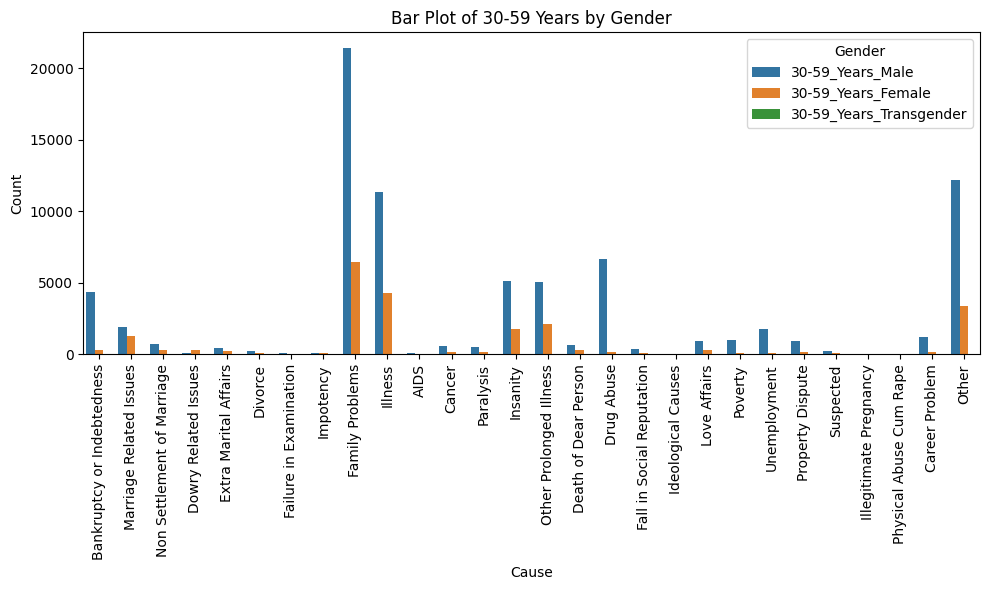 Bar Plot of 30-59 Years by Gender
Gender
30-59_Years_Male
30-59_Years_Female
30-59_Years_Transgender
Count
20000
15000
10000
5000
0
Bankruptcy or Indebtedness
Marriage Related Issues
Non Settlement of Marriage
Dowry Related Issues
Extra Marital Affairs
Divorce
Failure in Examination
Impotency
Family Problems
Illness
AIDS
Cancer
Paralysis
Insanity
Other Prolonged Illness
Death of Dear Person
Drug Abuse
Fall in Social Reputation
Ideological Causes
Love Affairs
Poverty
Unemployment
Property Dispute
Suspected
Illegitimate Pregnancy
Physical Abuse Cum Rape
Career Problem
Other
Cause